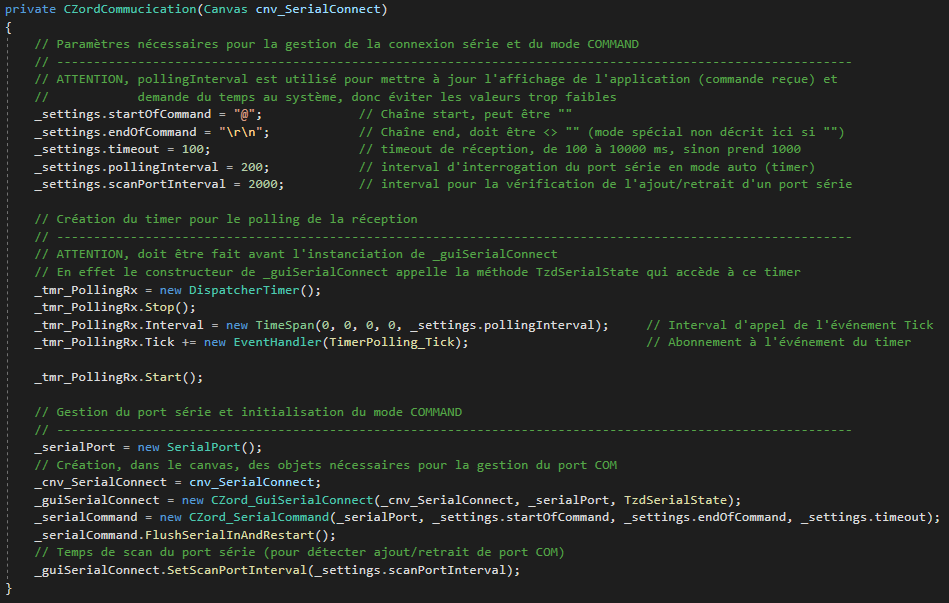 private CZordCommucication(Canvas cnv_SerialConnect)
{
// Paramètres nécessaires pour la gestion de la connexion série et du mode COMMAND
// ------------------------------------------------------------------------------------------------------------
// ATTENTION, pollingInterval est utilisé pour mettre à jour l'affichage de l'application (commande reçue) et
//            demande du temps au système, donc éviter les valeurs trop faibles
_settings.startOfCommand = "@";             // Chaîne start, peut être ""
_settings.endOfCommand = "\r\n";            // Chaîne end, doit être <> "" (mode spécial non décrit ici si "")
_settings.timeout = 100;                    // timeout de réception, de 100 à 10000 ms, sinon prend 1000
_settings.pollingInterval = 200;            // interval d'interrogation du port série en mode auto (timer)
_settings.scanPortInterval = 2000;          // interval pour la vérification de l'ajout/retrait d'un port série
// Création du timer pour le polling de la réception
// ------------------------------------------------------------------------------------------------------------
// ATTENTION, doit être fait avant l'instanciation de _guiSerialConnect
// En effet le constructeur de _guiSerialConnect appelle la méthode TzdSerialState qui accède à ce timer
_tmr_PollingRx = new DispatcherTimer();
_tmr_PollingRx.Stop();
_tmr_PollingRx.Interval = new TimeSpan(0, 0, 0, 0, _settings.pollingInterval);     // Interval d'appel de l'événement Tick
_tmr_PollingRx.Tick += new EventHandler(TimerPolling_Tick);                        // Abonnement à l'événement du timer
_tmr_PollingRx.Start();
// Gestion du port série et initialisation du mode COMMAND
// ------------------------------------------------------------------------------------------------------------
_serialPort = new SerialPort();
// Création, dans le canvas, des objets nécessaires pour la gestion du port COM
_cnv_SerialConnect = cnv_SerialConnect;
_guiSerialConnect = new CZord_GuiSerialConnect(_cnv_SerialConnect, _serialPort, TzdSerialState);
_serialCommand = new CZord_SerialCommand(_serialPort, _settings.startOfCommand, _settings.endOfCommand, _settings.timeout);
_serialCommand.FlushSerialInAndRestart();
// Temps de scan du port série (pour détecter ajout/retrait de port COM)
_guiSerialConnect.SetScanPortInterval(_settings.scanPortInterval);
}